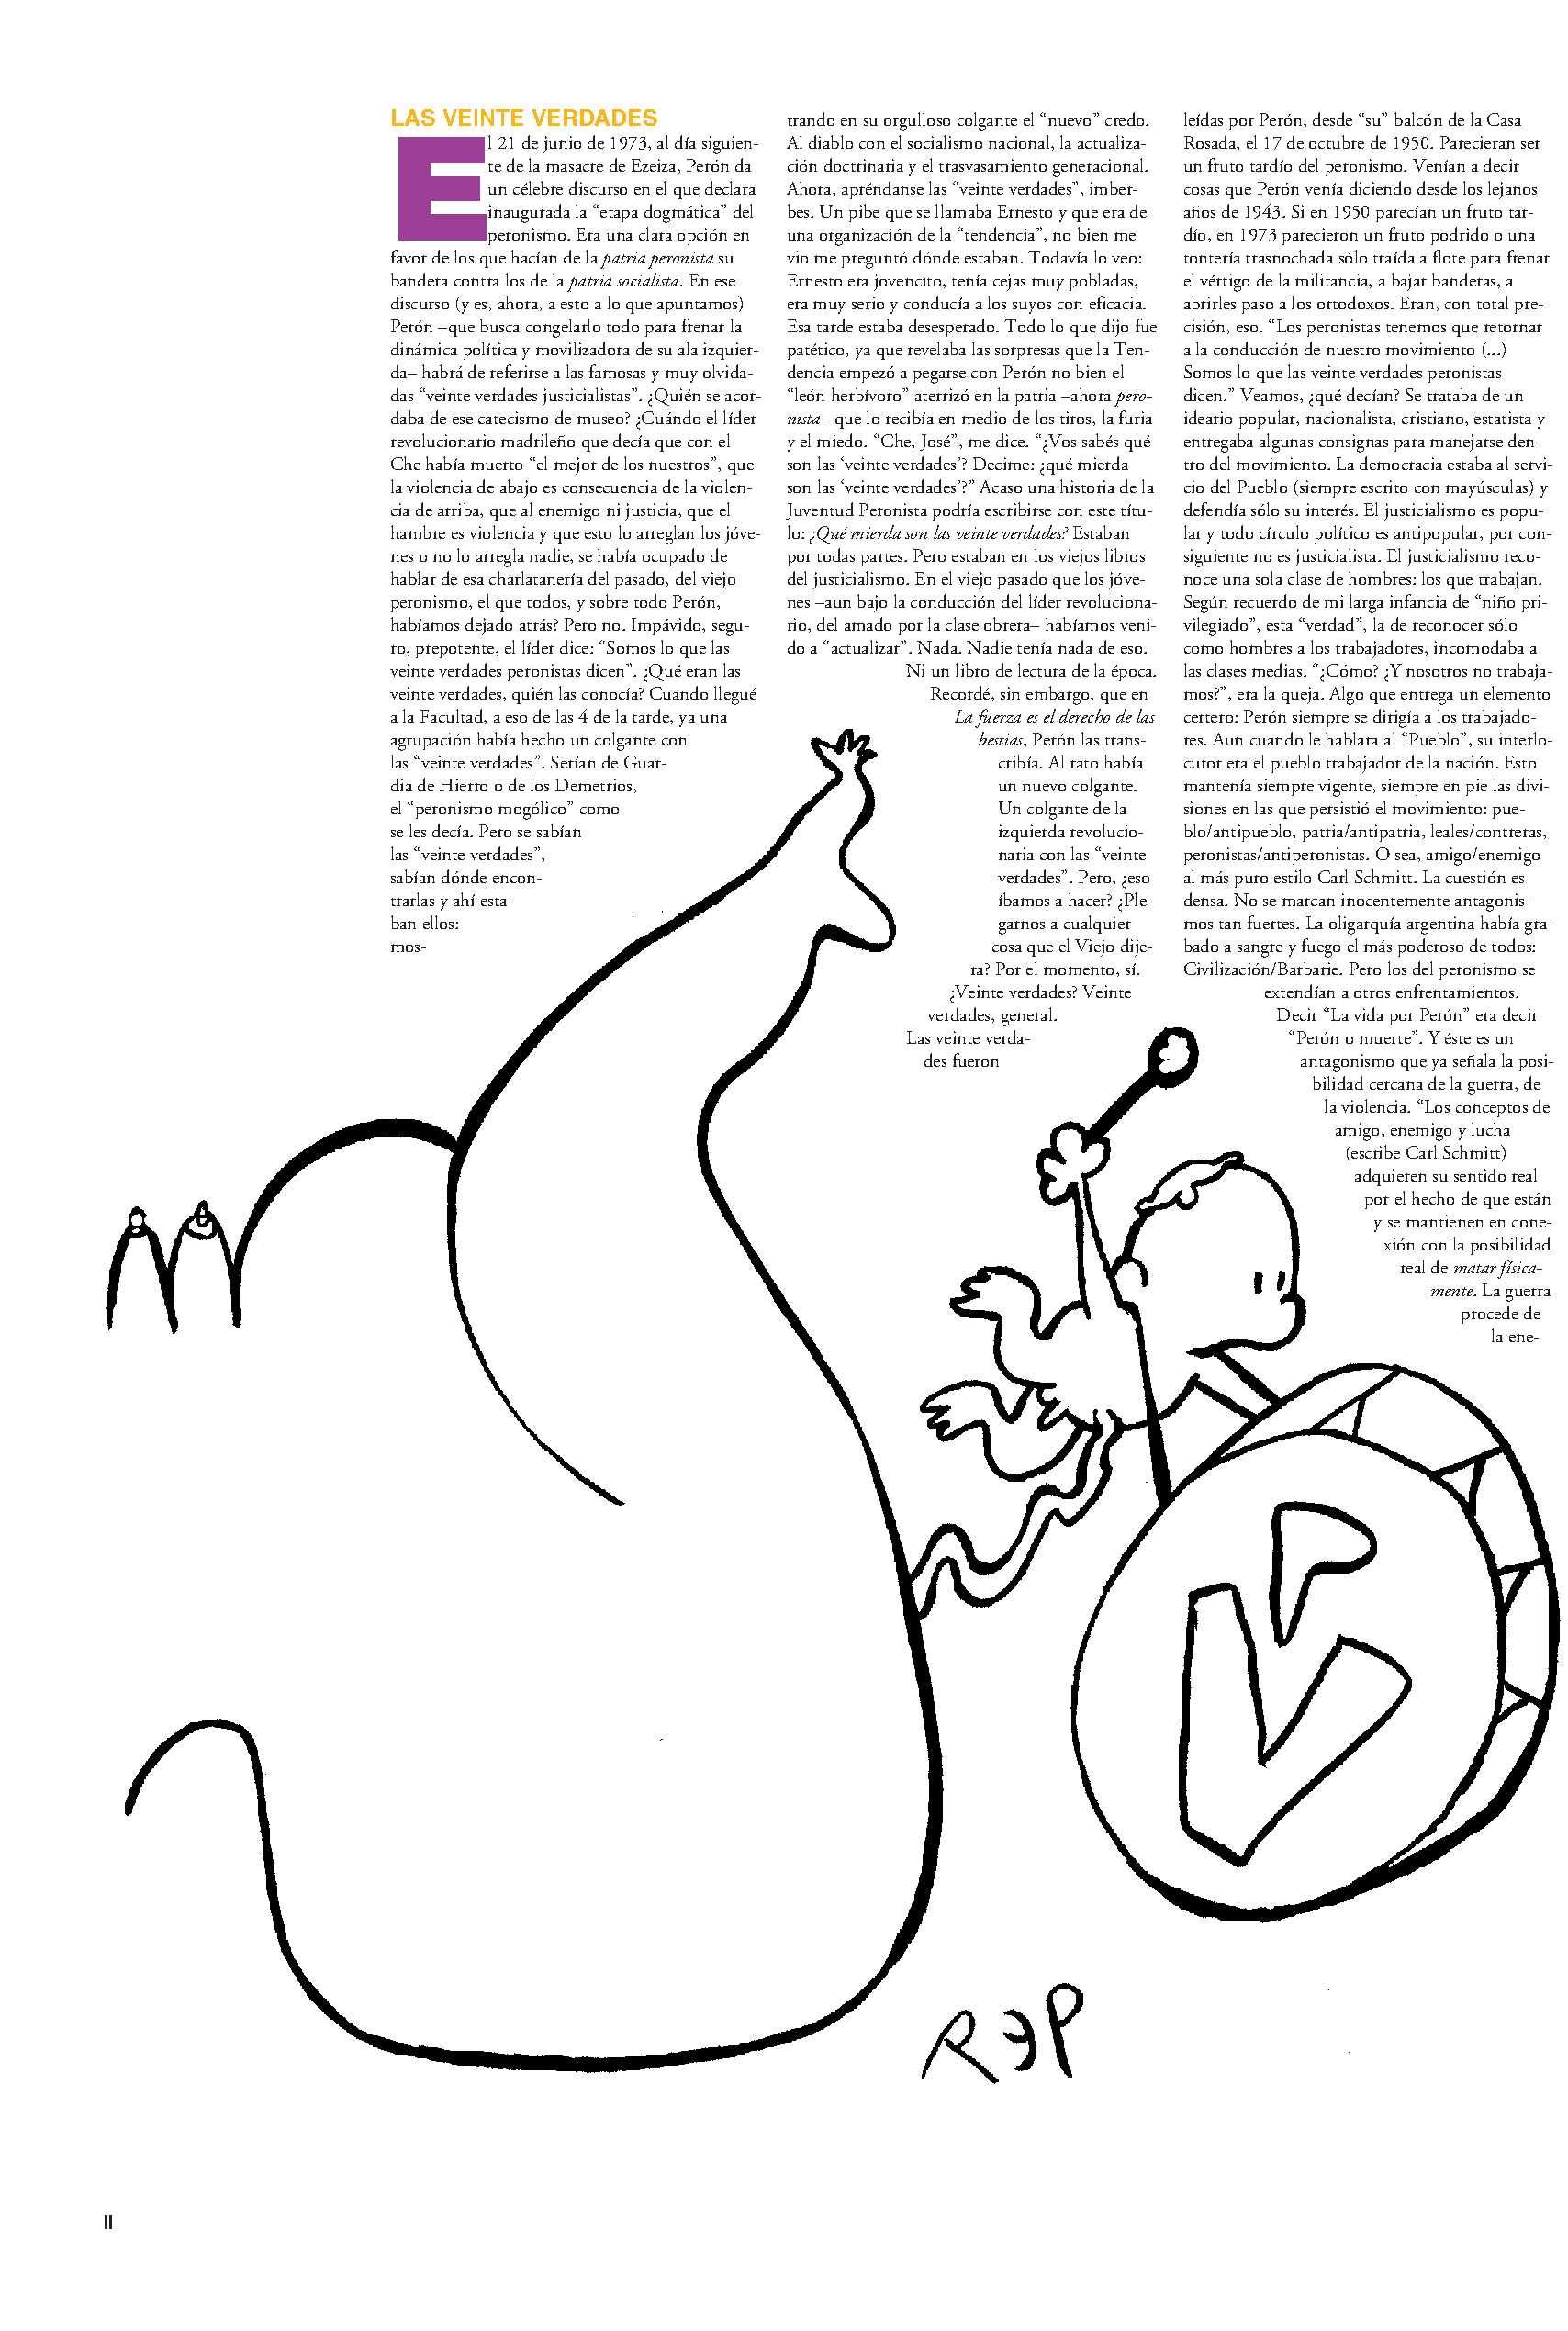 LAS VEINTE VERDADES
El 21 de junio de 1973, al día siguien-
te de la masacre de Ezeiza, Perón da
un célebre discurso en el que declara
inaugurada la “etapa dogmática” del
peronismo. Era una clara opción en
favor de los que hacían de la patria peronista su
bandera contra los de la patria socialista. En ese
discurso (y es, ahora, a esto a lo que apuntamos)
Perón –que busca congelarlo todo para frenar la
dinámica política y movilizadora de su ala izquier-
da– habrá de referirse a las famosas y muy olvida-
das “veinte verdades justicialistas”. ¿Quién se acor-
daba de ese catecismo de museo? ¿Cuándo el líder
revolucionario madrileño que decía que con el
Che había muerto “el mejor de los nuestros”, que
la violencia de abajo es consecuencia de la violen-
cia de arriba, que al enemigo ni justicia, que el
hambre es violencia y que esto lo arreglan los jóve-
nes o no lo arregla nadie, se había ocupado de
hablar de esa charlatanería del pasado, del viejo
peronismo, el que todos, y sobre todo Perón,
habíamos dejado atrás? Pero no. Impávido, segu-
ro, prepotente, el líder dice: “Somos lo que las
veinte verdades peronistas dicen”. ¿Qué eran las
veinte verdades, quién las conocía? Cuando llegué
a la Facultad, a eso de las 4 de la tarde, ya una
agrupación había hecho un colgante con
las “veinte verdades”. Serían de Guar-
dia de Hierro o de los Demetrios,
el “peronismo mogólico” como
se les decía. Pero se sabían
las “veinte verdades”,
sabían dónde encon-
trarlas y ahí esta-
ban ellos:
mos-
trando en su orgulloso colgante el “nuevo” credo.
Al diablo con el socialismo nacional, la actualiza-
ción doctrinaria y el trasvasamiento generacional.
Ahora, apréndanse las “veinte verdades”, imber-
bes. Un pibe que se llamaba Ernesto y que era de
una organización de la “tendencia”, no bien me
vio me preguntó dónde estaban. Todavía lo veo:
Ernesto era jovencito, tenía cejas muy pobladas,
era muy serio y conducía a los suyos con eficacia.
Esa tarde estaba desesperado. Todo lo que dijo fue
patético, ya que revelaba las sorpresas que la Ten-
dencia empezó a pegarse con Perón no bien el
“león herbívoro” aterrizó en la patria –ahora pero-
nista– que lo recibía en medio de los tiros, la furia
y el miedo. “Che, José”, me dice. “¿Vos sabés qué
son las ‘veinte verdades’? Decime: ¿qué mierda
son las ‘veinte verdades’?” Acaso una historia de la
Juventud Peronista podría escribirse con este títu-
lo: ¿Qué mierda son las veinte verdades? Estaban
por todas partes. Pero estaban en los viejos libros
del justicialismo. En el viejo pasado que los jóve-
nes –aun bajo la conducción del líder revoluciona-
rio, del amado por la clase obrera– habíamos veni-
do a “actualizar”. Nada. Nadie tenía nada de eso.
Ni un libro de lectura de la época.
Recordé, sin embargo, que en
La fuerza es el derecho de las
bestias, Perón las trans-
cribía. Al rato había
un nuevo colgante.
Un colgante de la
izquierda revolucio-
naria con las “veinte
verdades”. Pero, ¿eso
íbamos a hacer? ¿Ple-
garnos a cualquier
cosa que el Viejo dije-
ra? Por el momento, sí.
¿Veinte verdades? Veinte
verdades, general.
Las veinte verda-
des fueron
leídas por Perón, desde “su” balcón de la Casa
Rosada, el 17 de octubre de 1950. Parecieran ser
un fruto tardío del peronismo. Venían a decir
cosas que Perón venía diciendo desde los lejanos
años de 1943. Si en 1950 parecían un fruto tar-
dío, en 1973 parecieron un fruto podrido o una
tontería trasnochada sólo traída a flote para frenar
el vértigo de la militancia, a bajar banderas, a
abrirles paso a los ortodoxos. Eran, con total pre-
cisión, eso. “Los peronistas tenemos que retornar
a la conducción de nuestro movimiento (...)
Somos lo que las veinte verdades peronistas
dicen.” Veamos, ¿qué decían? Se trataba de un
ideario popular, nacionalista, cristiano, estatista y
entregaba algunas consignas para manejarse den-
tro del movimiento. La democracia estaba al servi-
cio del Pueblo (siempre escrito con mayúsculas) y
defendía sólo su interés. El justicialismo es popu-
lar y todo círculo político es antipopular, por con-
siguiente no es justicialista. El justicialismo reco-
noce una sola clase de hombres: los que trabajan.
Según recuerdo de mi larga infancia de “niño pri-
vilegiado”, esta “verdad”, la de reconocer sólo
como hombres a los trabajadores, incomodaba a
las clases medias. “¿Cómo? ¿Y nosotros no trabaja-
mos?”, era la queja. Algo que entrega un elemento
certero: Perón siempre se dirigía a los trabajado-
res. Aun cuando le hablara al “Pueblo”, su interlo-
cutor era el pueblo trabajador de la nación. Esto
mantenía siempre vigente, siempre en pie las divi-
siones en las que persistió el movimiento: pue-
blo/antipueblo, patria/antipatria, leales/contreras,
peronistas/antiperonistas. O sea, amigo/enemigo
al más puro estilo Carl Schmitt. La cuestión es
densa. No se marcan inocentemente antagonis-
mos tan fuertes. La oligarquía argentina había gra-
bado a sangre y fuego el más poderoso de todos:
Civilización/Barbarie. Pero los del peronismo se
extendían a otros enfrentamientos.
Decir “La vida por Perón” era decir
“Perón o muerte”. Y éste es un
antagonismo que ya señala la posi-
bilidad cercana de la guerra, de
la violencia. “Los conceptos de
amigo, enemigo y lucha
(escribe Carl Schmitt)
adquieren su sentido real
por el hecho de que están
y se mantienen en cone-
xión con la posibilidad
real de matar física-
mente. La guerra
procede de
la ene-
REP
II